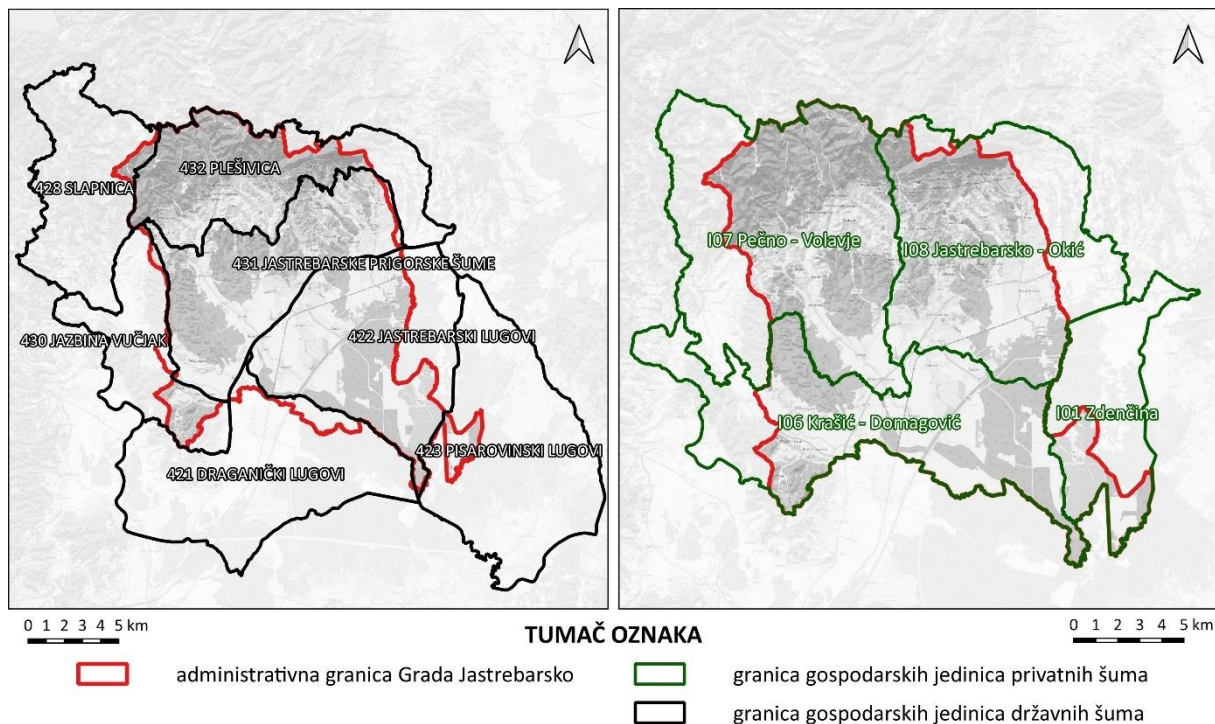 432 PLEŠIVICA
428 SLAPNICA
431 JASTREBARSKE PRIGORSKE ŠUME
430 JAZBINA VUČJAK
422 JASTREBARSKI LUGOVI
423 PISAROVINSKI LUGOVI
421 DRAGANIČKI LUGOVI
I07 Pečno - Volavje
I08 Jastrebarsko - Okić
I06 Krašić - Domagović
I01 Zdenčina
0 1 2 3 4 5 km
0 1 2 3 4 5 km
TUMAČ OZNAKA
administrativna granica Grada Jastrebarsko
granica gospodarskih jedinica privatnih šuma
granica gospodarskih jedinica državnih šuma